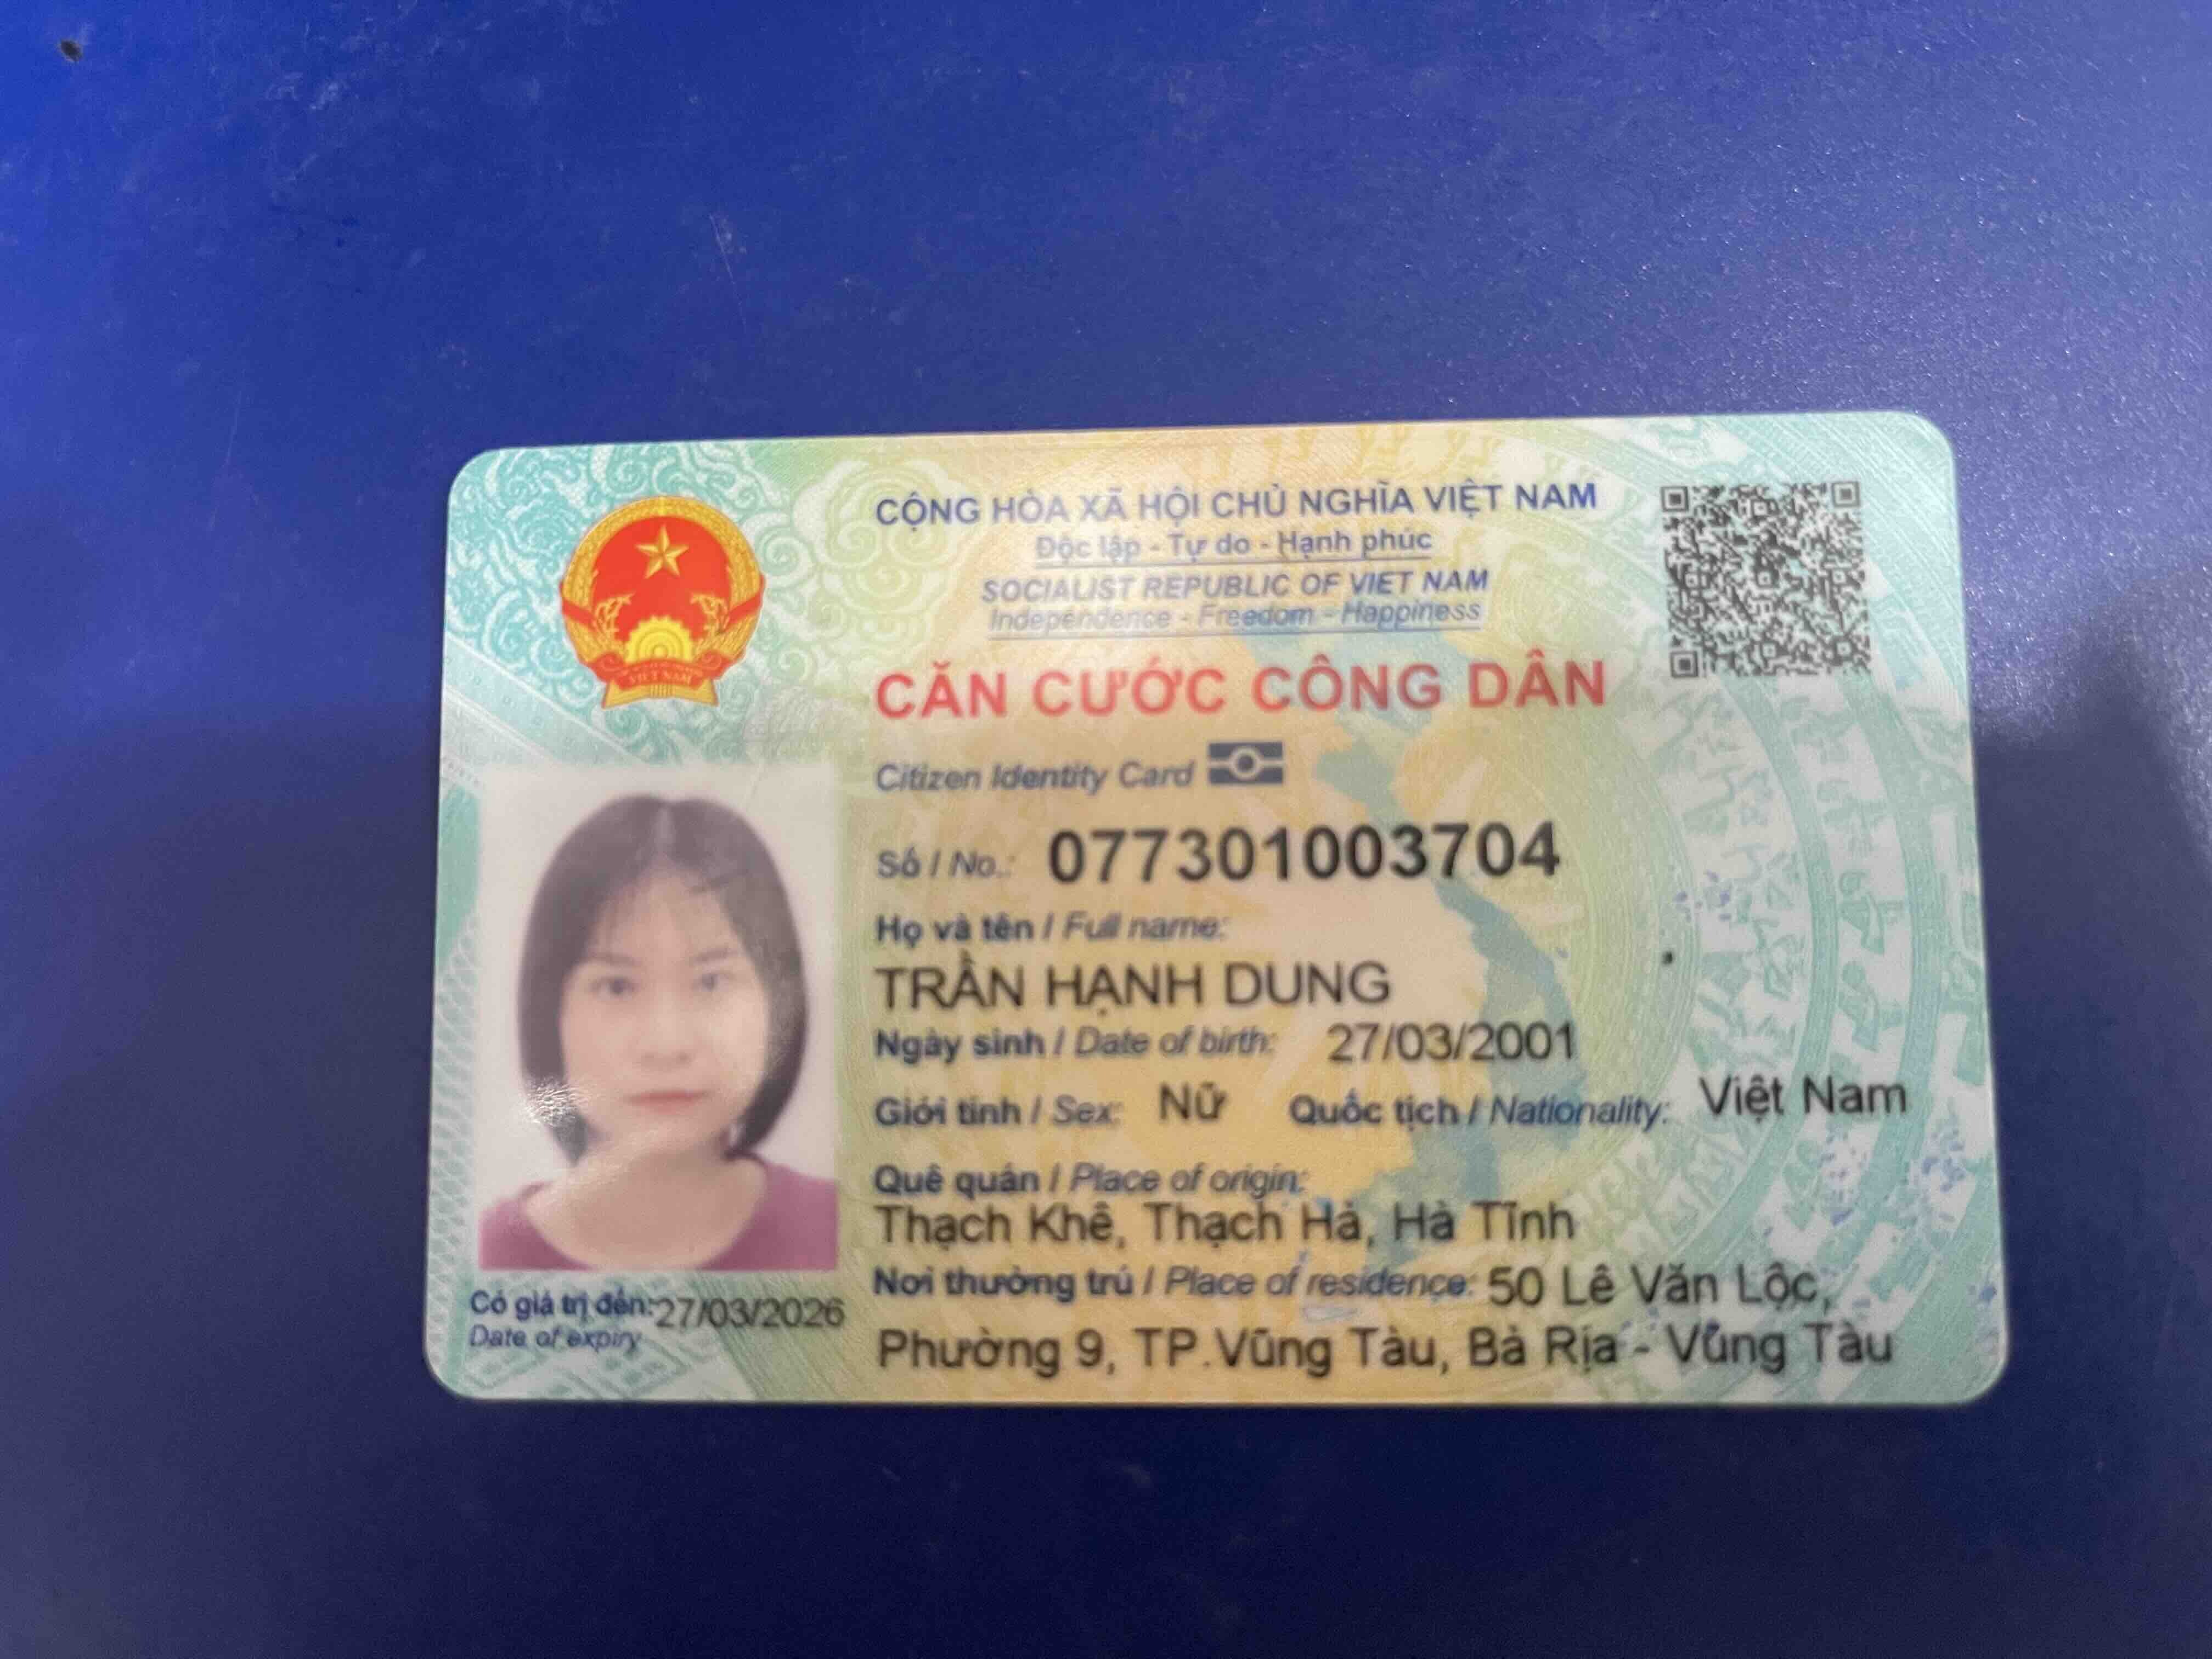 CỘNG HÒA XÃ HỘI CHỦ NGHĨA VIỆT NAM
Độc lập - Tự do - Hạnh phúc
SOCIALIST REPUBLIC OF VIET NAM
Independence - Freedom - Happiness
CĂN CƯỚC CÔNG DÂN
Citizen Identity Card
Số / No.: 077301003704
Họ và tên / Full name:
TRẦN HẠNH DUNG
Ngày sinh / Date of birth: 27/03/2001
Giới tính / Sex: Nữ Quốc tịch / Nationality: Việt Nam
Quê quán / Place of origin:
Thạch Khê, Thạch Hà, Hà Tĩnh
Nơi thường trú / Place of residence: 50 Lê Văn Lộc,
Phường 9, TP.Vũng Tàu, Bà Rịa - Vũng Tàu
Có giá trị đến: 27/03/2026
Date of expiry
VIỆT NAM